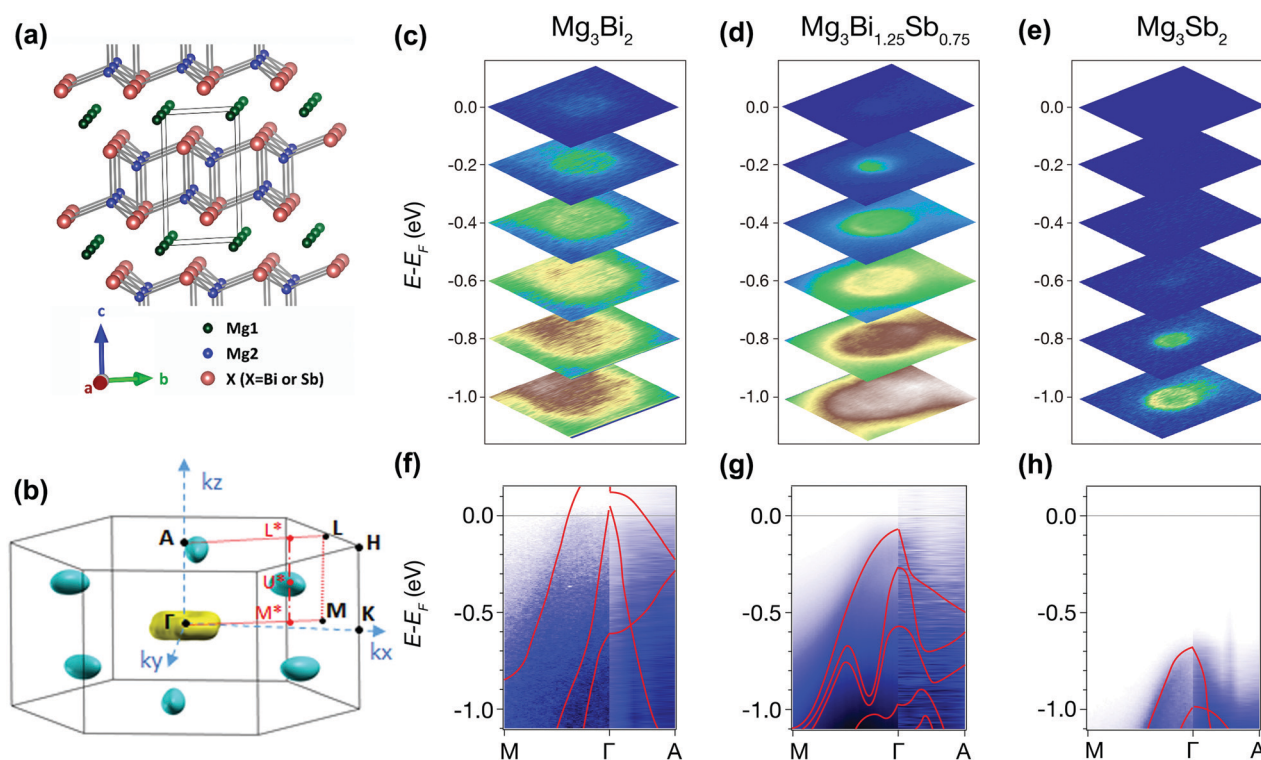 (a)
c
b
a
Mg1
Mg2
X (X=Bi or Sb)
(b)
kz
A
L*
L
H
U*
Γ
M*
M
K
ky
kx
(c)
Mg3Bi2
E-EF (eV)
0.0
-0.2
-0.4
-0.6
-0.8
-1.0
(d)
Mg3Bi1.25Sb0.75
0.0
-0.2
-0.4
-0.6
-0.8
-1.0
(e)
Mg3Sb2
0.0
-0.2
-0.4
-0.6
-0.8
-1.0
(f)
E-EF (eV)
0.0
-0.5
-1.0
M Γ A
(g)
0.0
-0.5
-1.0
M Γ A
(h)
0.0
-0.5
-1.0
M Γ A